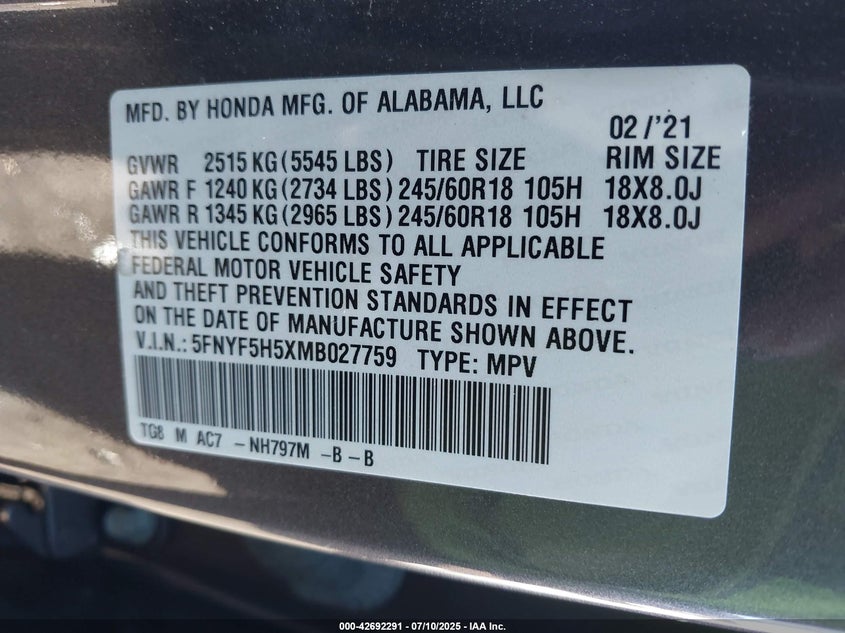 MFD. BY HONDA MFG. OF ALABAMA, LLC
02/'21
GVWR 2515 KG (5545 LBS) TIRE SIZE RIM SIZE
GAWR F 1240 KG (2734 LBS) 245/60R18 105H 18X8.0J
GAWR R 1345 KG (2965 LBS) 245/60R18 105H 18X8.0J
THIS VEHICLE CONFORMS TO ALL APPLICABLE
FEDERAL MOTOR VEHICLE SAFETY
AND THEFT PREVENTION STANDARDS IN EFFECT
ON THE DATE OF MANUFACTURE SHOWN ABOVE.
V.I.N.: 5FNYF5H5XMB027759 TYPE: MPV
TG8 M AC7 -NH797M -B-B
000-42692291 - 07/10/2025 - IAA Inc.